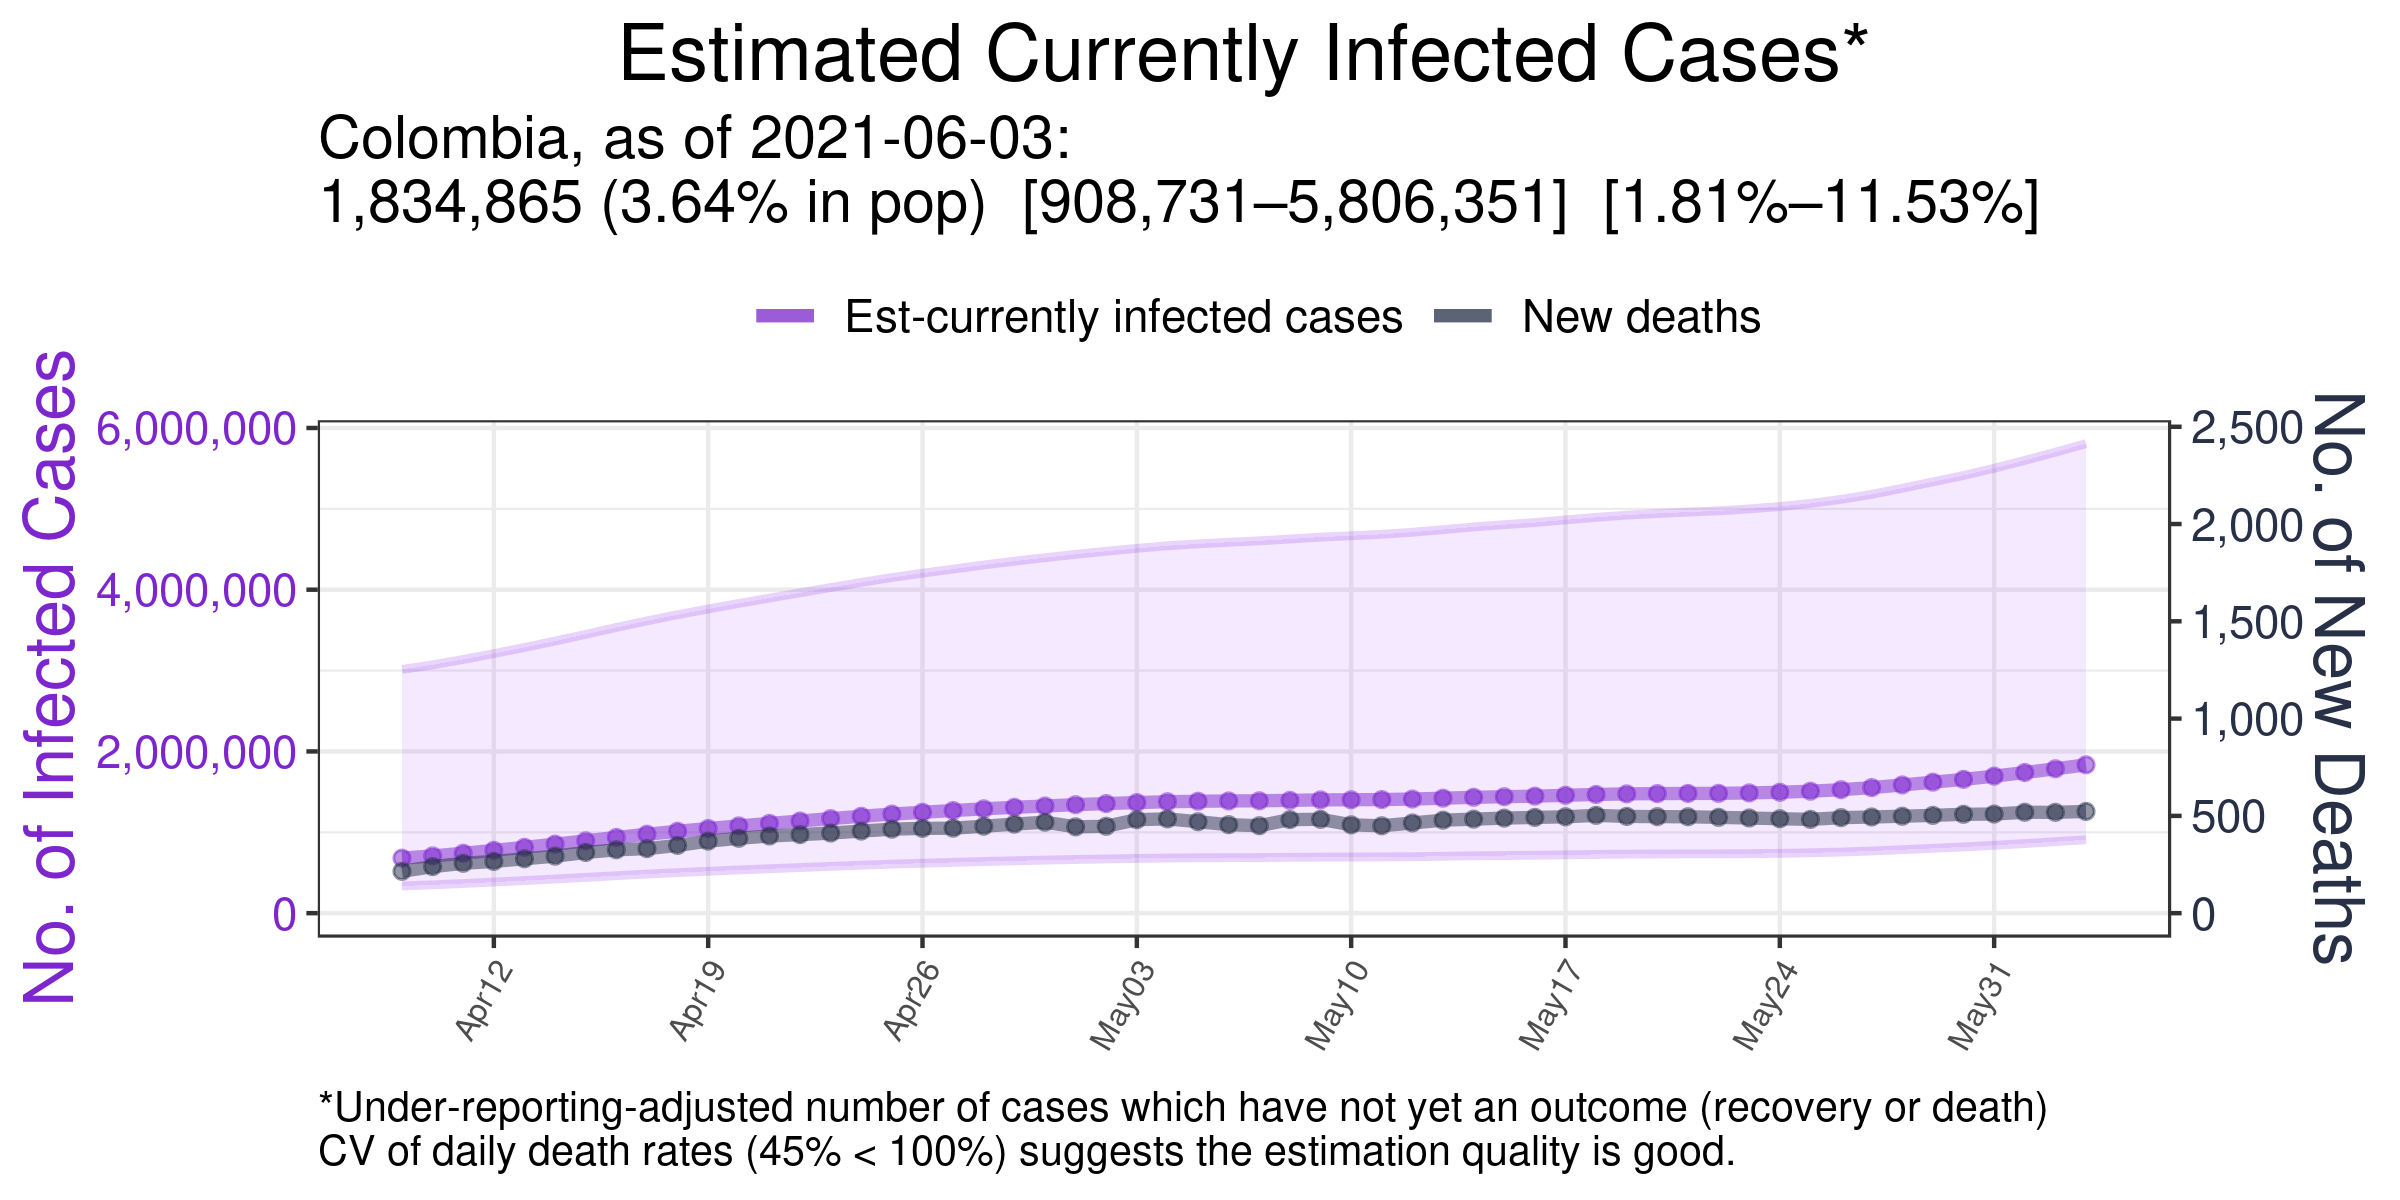 Estimated Currently Infected Cases*
Colombia, as of 2021-06-03:
1,834,865 (3.64% in pop)  [908,731–5,806,351]  [1.81%–11.53%]
Est-currently infected cases
New deaths
No. of Infected Cases
6,000,000
4,000,000
2,000,000
0
2,500
2,000
1,500
1,000
500
0
No. of New Deaths
Apr12
Apr19
Apr26
May03
May10
May17
May24
May31
*Under-reporting-adjusted number of cases which have not yet an outcome (recovery or death)
CV of daily death rates (45% < 100%) suggests the estimation quality is good.